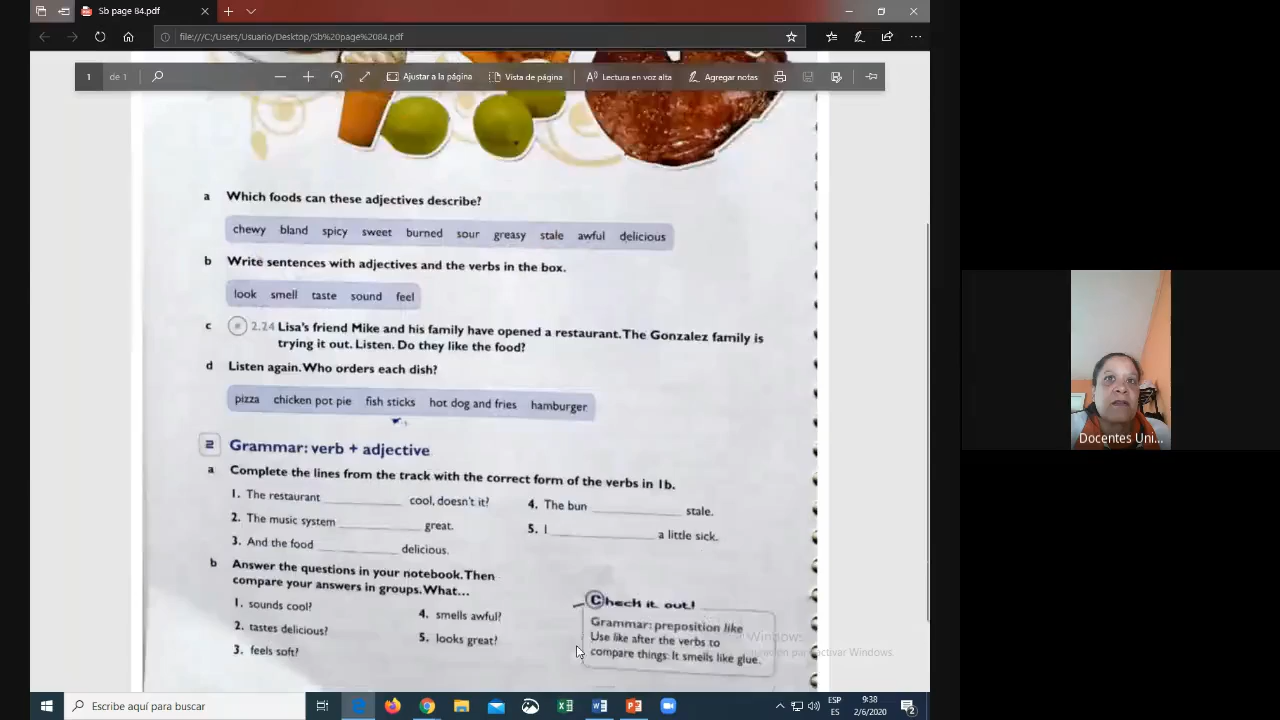 Sb page 84.pdf
file:///C:/Users/Usuario/Desktop/Sb%20page%2084.pdf
1 de 1 Ajustar a la página Vista de página Lectura en voz alta Agregar notas
a Which foods can these adjectives describe?
chewy bland spicy sweet burned sour greasy stale awful delicious
b Write sentences with adjectives and the verbs in the box.
look smell taste sound feel
c 2.24 Lisa's friend Mike and his family have opened a restaurant. The Gonzalez family is
trying it out. Listen. Do they like the food?
d Listen again. Who orders each dish?
pizza chicken pot pie fish sticks hot dog and fries hamburger
2 Grammar: verb + adjective
a Complete the lines from the track with the correct form of the verbs in 1b.
1. The restaurant __________ cool, doesn't it?
2. The music system __________ great.
3. And the food __________ delicious.
4. The bun __________ stale.
5. I __________ a little sick.
b Answer the questions in your notebook. Then
compare your answers in groups. What...
1. sounds cool?
2. tastes delicious?
3. feels soft?
4. smells awful?
5. looks great?
Check it out!
Grammar: preposition like
Use like after the verbs to
compare things: It smells like glue.
Windows
activar Windows.
Docentes Uni...
Escribe aquí para buscar
ESP
ES
9:38
2/6/2020
2